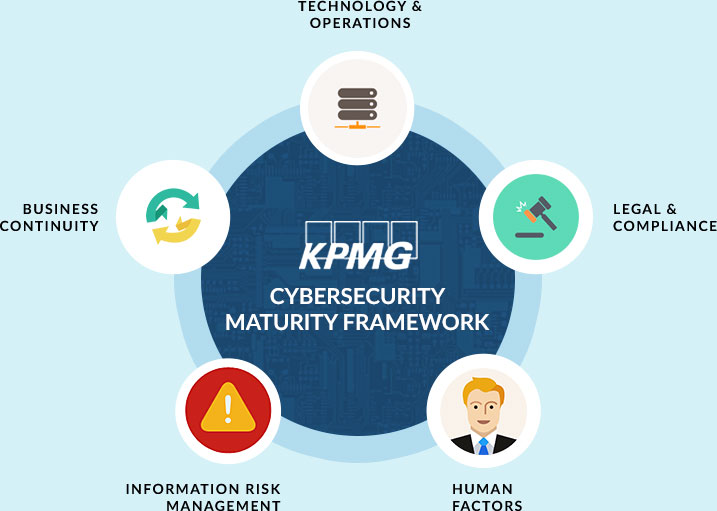 TECHNOLOGY &
OPERATIONS
BUSINESS
CONTINUITY
LEGAL &
COMPLIANCE
KPMG
CYBERSECURITY
MATURITY FRAMEWORK
INFORMATION RISK
MANAGEMENT
HUMAN
FACTORS